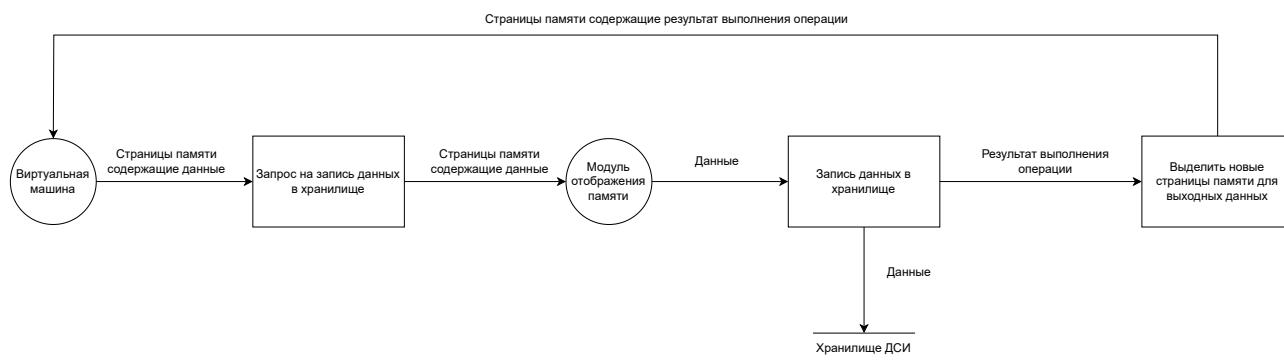 Страницы памяти содержащие результат выполнения операции
Виртуальная
машина
Страницы памяти
содержащие данные
Запрос на запись данных
в хранилище
Страницы памяти
содержащие данные
Модуль
отображения
памяти
Данные
Запись данных в
хранилище
Результат выполнения
операции
Выделить новые
страницы памяти для
выходных данных
Данные
Хранилище ДСИ